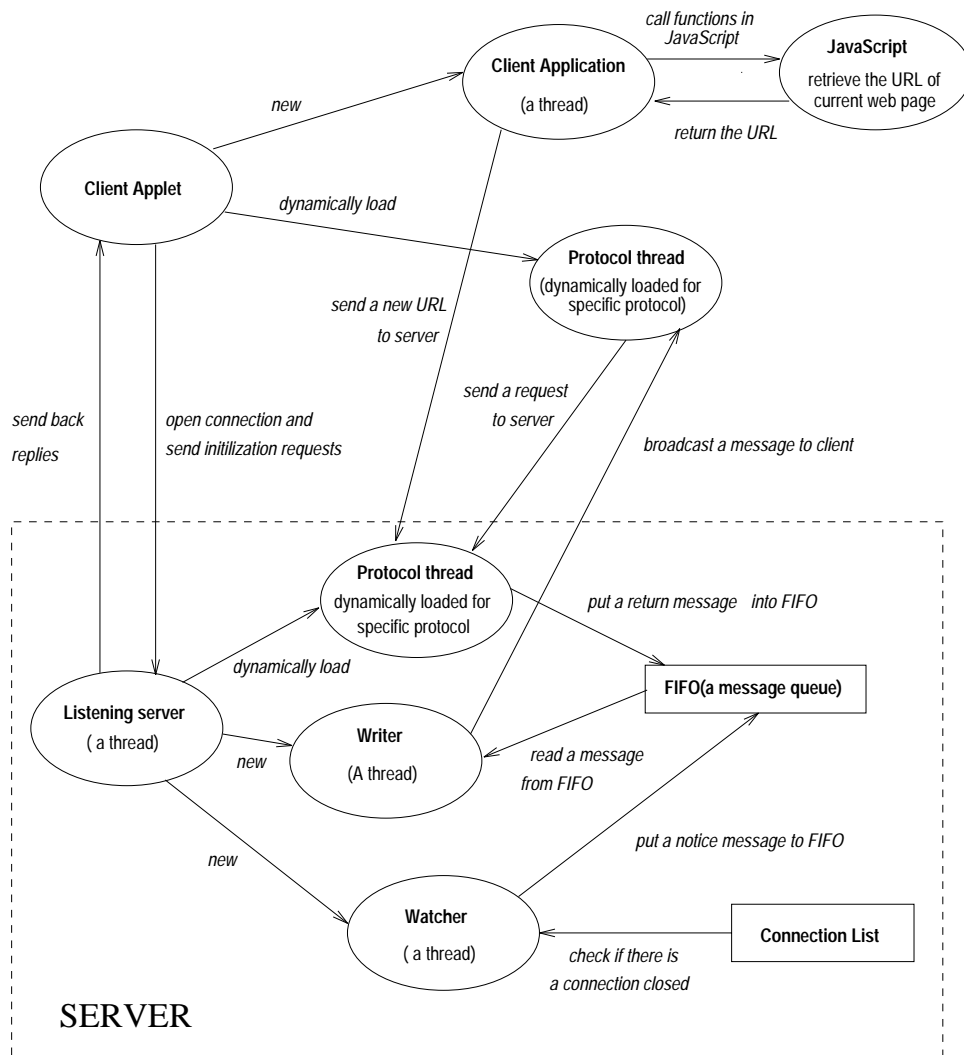 call functions in
JavaScript
JavaScript
retrieve the URL of
current web page
Client Application
(a thread)
new
return the URL
Client Applet
dynamically load
Protocol thread
(dynamically loaded for
specific protocol)
send a new URL
to server
send a request
to server
send back
replies
open connection and
send initilization requests
broadcast a message to client
Protocol thread
dynamically loaded for
specific protocol
put a return message into FIFO
dynamically load
FIFO(a message queue)
Listening server
( a thread)
new
Writer
(A thread)
read a message
from FIFO
put a notice message to FIFO
new
Watcher
( a thread)
Connection List
check if there is
a connection closed
SERVER